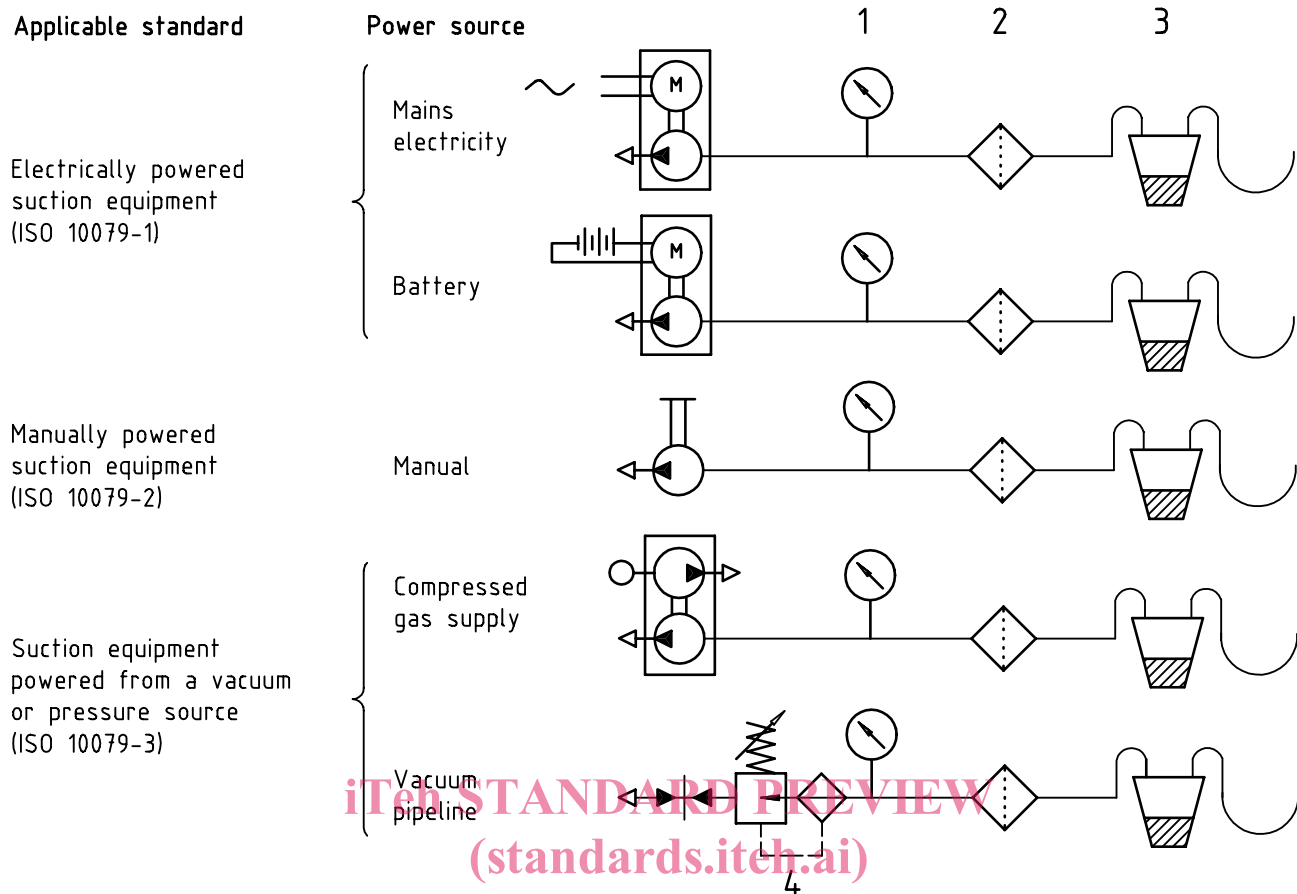 Applicable standard
Power source
1
2
3
Electrically powered
suction equipment
(ISO 10079-1)
Mains
electricity
M
Battery
M
Manually powered
suction equipment
(ISO 10079-2)
Manual
Suction equipment
powered from a vacuum
or pressure source
(ISO 10079-3)
Compressed
gas supply
Vacuum
pipeline
4
iTeh STANDARD PREVIEW
(standards.iteh.ai)